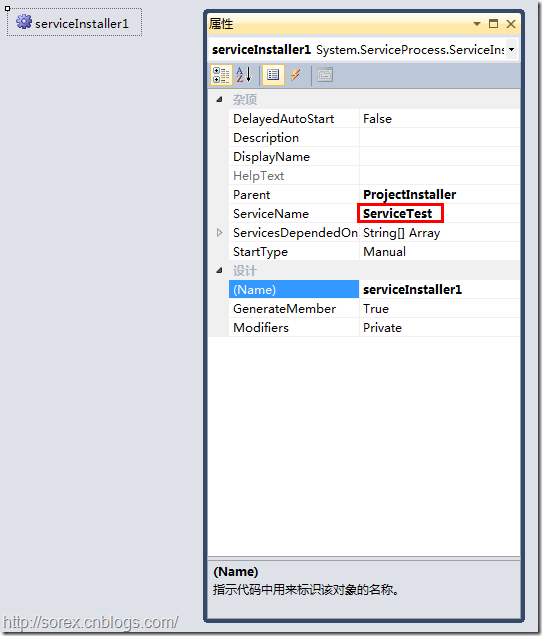 serviceInstaller1
属性
serviceInstaller1 System.ServiceProcess.ServiceIns
杂项
DelayedAutoStart False
Description
DisplayName
HelpText
Parent ProjectInstaller
ServiceName ServiceTest
ServicesDependedOn String[] Array
StartType Manual
设计
(Name) serviceInstaller1
GenerateMember True
Modifiers Private
(Name)
指示代码中用来标识该对象的名称。
http://sorex.cnblogs.com/